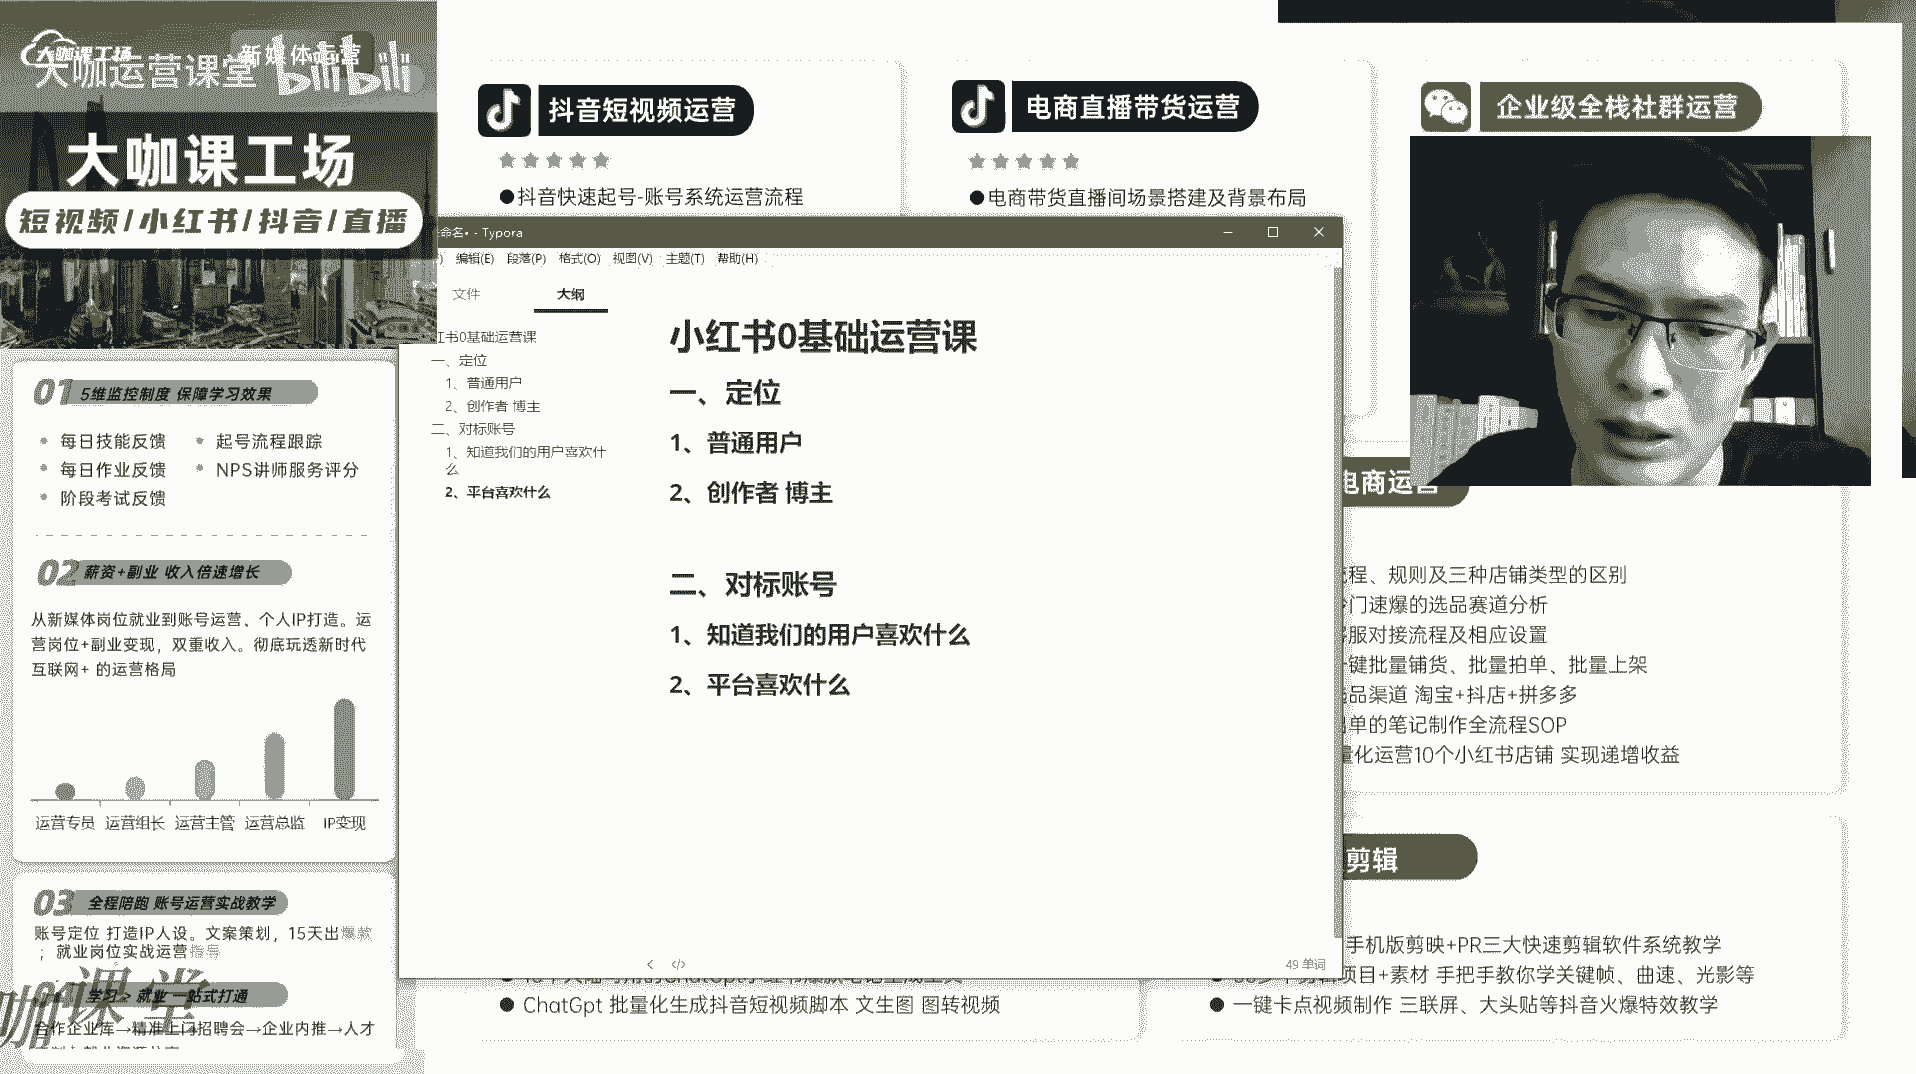 大咖课工场
新媒体运营
大咖运营课堂 bilibili
大咖课工场
短视频/小红书/抖音/直播
01 5维监控制度 保障学习效果
每日技能反馈
起号流程跟踪
每日作业反馈
NPS讲师服务评分
阶段考试反馈
02 薪资+副业 收入倍速增长
从新媒体岗位就业到账号运营、个人IP打造。运
营岗位+副业变现，双重收入。彻底玩透新时代
互联网+ 的运营格局
运营专员 运营组长 运营主管 运营总监 IP变现
03 全程陪跑 账号运营实战教学
账号定位 打造IP人设。文案策划，15天出爆款
；就业岗位实战运营指导
学习 > 就业 一站式打通
合作企业库→精准上门招聘会→企业内推→人才
咖课堂
抖音短视频运营
●抖音快速起号-账号系统运营流程
电商直播带货运营
●电商带货直播间场景搭建及背景布局
企业级全栈社群运营
命名• - Typora
编辑(E) 段落(P) 格式(O) 视图(V) 主题(T) 帮助(H)
文件
大纲
红书0基础运营课
一、定位
1、普通用户
2、创作者 博主
二、对标账号
1、知道我们的用户喜欢什
么
2、平台喜欢什么
小红书0基础运营课
一、定位
1、普通用户
2、创作者 博主
二、对标账号
1、知道我们的用户喜欢什么
2、平台喜欢什么
49 单词
电商运营
程、规则及三种店铺类型的区别
门速爆的选品赛道分析
服对接流程及相应设置
键批量铺货、批量拍单、批量上架
品渠道 淘宝+抖店+拼多多
单的笔记制作全流程SOP
量化运营10个小红书店铺 实现递增收益
剪辑
手机版剪映+PR三大快速剪辑软件系统教学
项目+素材 手把手教你学关键帧、曲速、光影等
● 一键卡点视频制作 三联屏、大头贴等抖音火爆特效教学
● ChatGpt 批量化生成抖音短视频脚本 文生图 图转视频